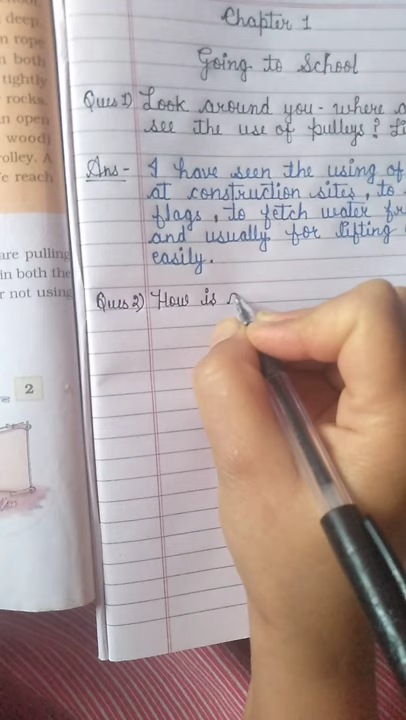 deep
n rope
n both
tightly
rocks.
n open
wood)
olley. A
e reach
are pulling
in both the
r not using
2
Chapter 1
Going to School
Ques 1) Look around you - where
see the use of pulleys?
Ans - I have seen the using of
at construction sites, to
flags, to fetch water
and usually for lifting
easily.
Ques 2) How is